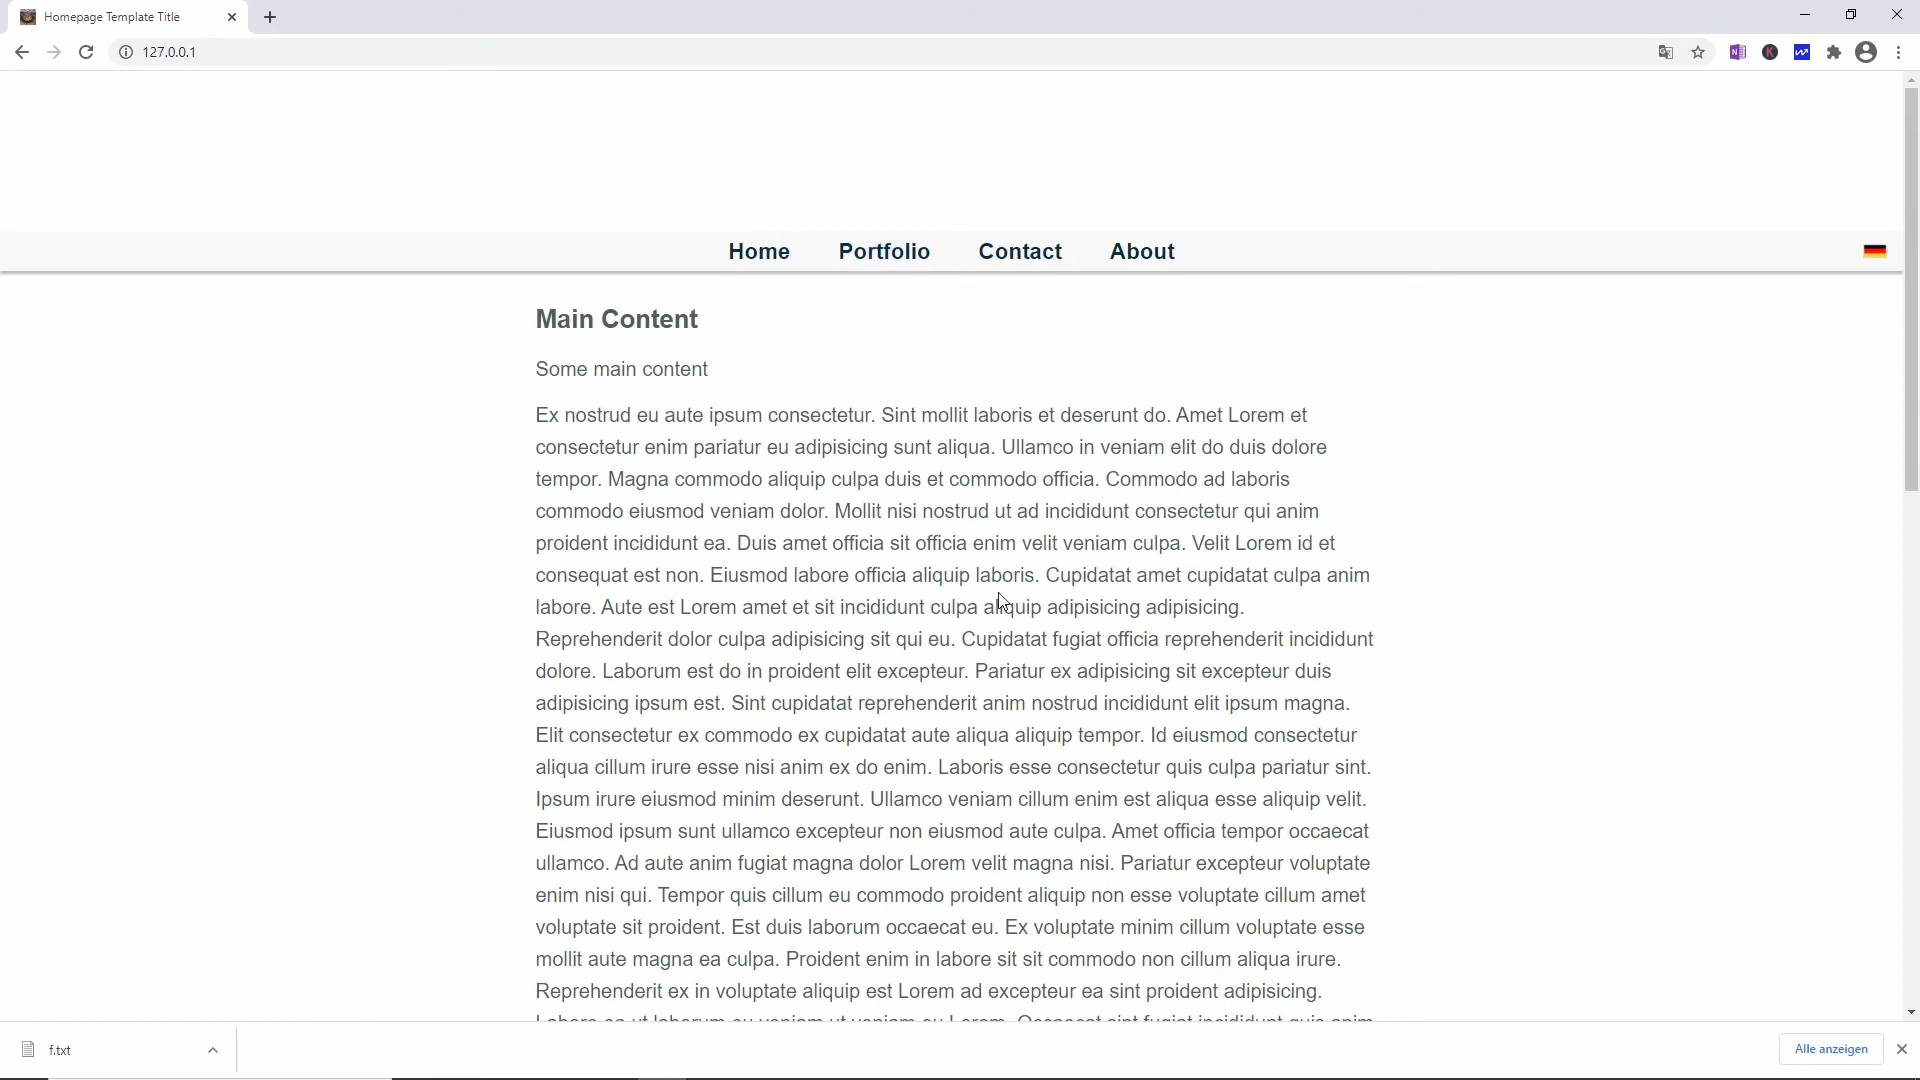 Homepage Template Title
127.0.0.1
Home Portfolio Contact About
Main Content
Some main content
Ex nostrud eu aute ipsum consectetur. Sint mollit laboris et deserunt do. Amet Lorem et
consectetur enim pariatur eu adipisicing sunt aliqua. Ullamco in veniam elit do duis dolore
tempor. Magna commodo aliquip culpa duis et commodo officia. Commodo ad laboris
commodo eiusmod veniam dolor. Mollit nisi nostrud ut ad incididunt consectetur qui anim
proident incididunt ea. Duis amet officia sit officia enim velit veniam culpa. Velit Lorem id et
consequat est non. Eiusmod labore officia aliquip laboris. Cupidatat amet cupidatat culpa anim
labore. Aute est Lorem amet et sit incididunt culpa aliquip adipisicing adipisicing.
Reprehenderit dolor culpa adipisicing sit qui eu. Cupidatat fugiat officia reprehenderit incididunt
dolore. Laborum est do in proident elit excepteur. Pariatur ex adipisicing sit excepteur duis
adipisicing ipsum est. Sint cupidatat reprehenderit anim nostrud incididunt elit ipsum magna.
Elit consectetur ex commodo ex cupidatat aute aliqua aliquip tempor. Id eiusmod consectetur
aliqua cillum irure esse nisi anim ex do enim. Laboris esse consectetur quis culpa pariatur sint.
Ipsum irure eiusmod minim deserunt. Ullamco veniam cillum enim est aliqua esse aliquip velit.
Eiusmod ipsum sunt ullamco excepteur non eiusmod aute culpa. Amet officia tempor occaecat
ullamco. Ad aute anim fugiat magna dolor Lorem velit magna nisi. Pariatur excepteur voluptate
enim nisi qui. Tempor quis cillum eu commodo proident aliquip non esse voluptate cillum amet
voluptate sit proident. Est duis laborum occaecat eu. Ex voluptate minim cillum voluptate esse
mollit aute magna ea culpa. Proident enim in labore sit sit commodo non cillum aliqua irure.
Reprehenderit ex in voluptate aliquip est Lorem ad excepteur ea sint proident adipisicing.
f.txt
Alle anzeigen